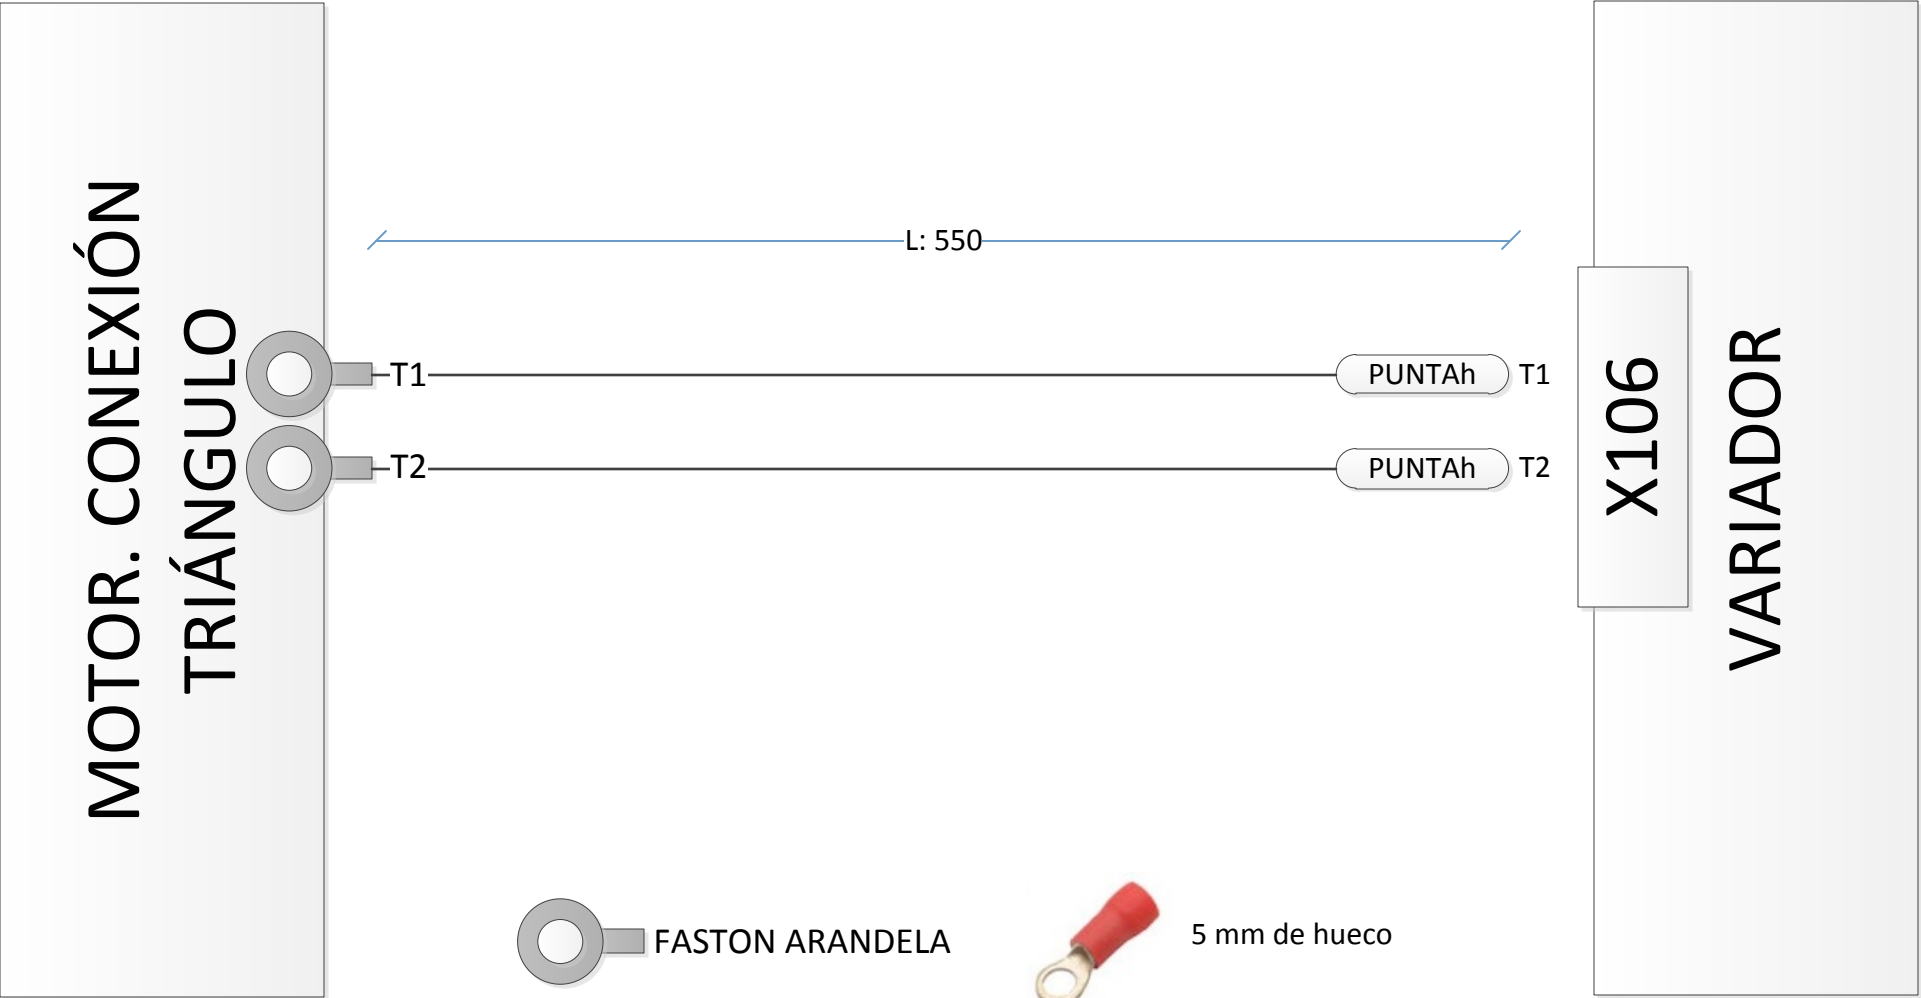 MOTOR. CONEXIÓN
TRIÁNGULO
L: 550
T1
PUNTAh
T1
T2
PUNTAh
T2
X106
VARIADOR
FASTON ARANDELA
5 mm de hueco